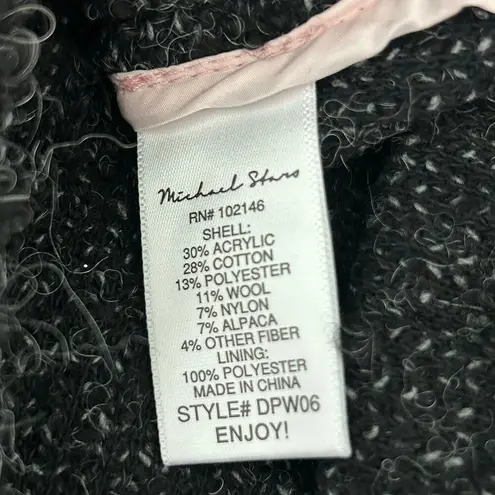 Michael Stars
RN# 102146
SHELL:
30% ACRYLIC
28% COTTON
13% POLYESTER
11% WOOL
7% NYLON
7% ALPACA
4% OTHER FIBER
LINING:
100% POLYESTER
MADE IN CHINA
STYLE# DPW06
ENJOY!